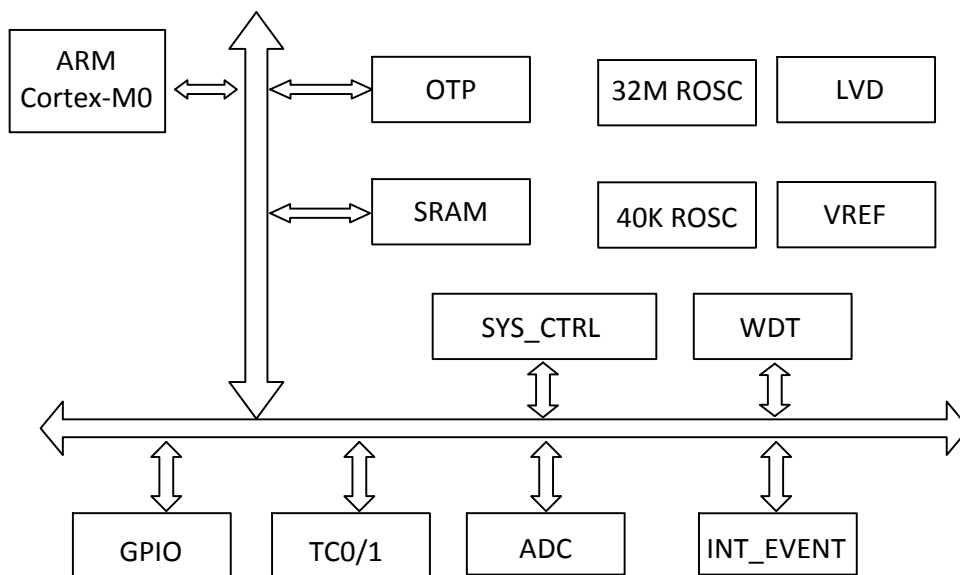 ARM
Cortex-M0
OTP
32M ROSC
LVD
SRAM
40K ROSC
VREF
SYS_CTRL
WDT
GPIO
TC0/1
ADC
INT_EVENT